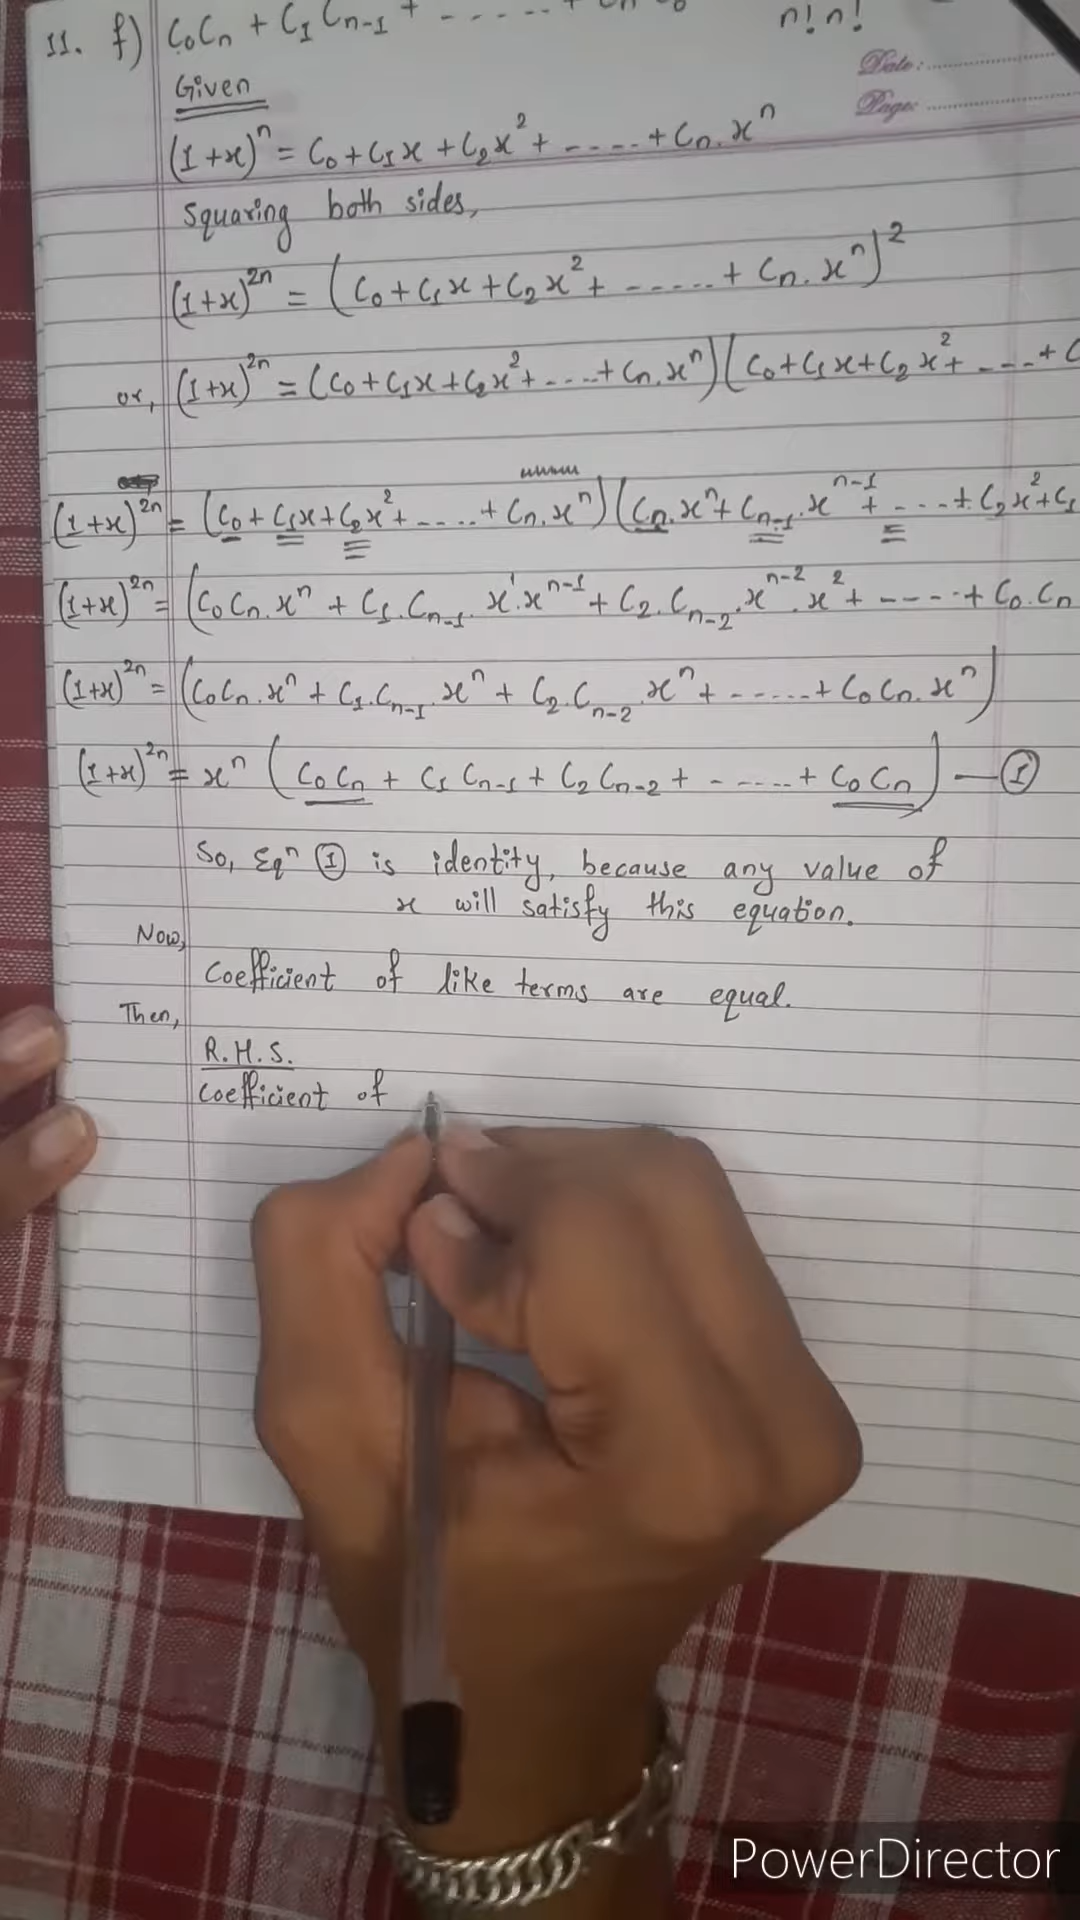 11. f) C₀Cₙ + C₁Cₙ₋₁ + ------ + Cₙ n!n!
Date:
Page:
Given
(1+x)ⁿ = C₀ + C₁x + C₂x² + ----- + Cₙ.xⁿ
Squaring both sides,
(1+x)²ⁿ = (C₀ + C₁x + C₂x² + ------ + Cₙ.xⁿ)²
or, (1+x)²ⁿ = (C₀ + C₁x + C₂x² + ---- + Cₙ.xⁿ)(C₀ + C₁x + C₂x² + ---- + C
(1+x)²ⁿ = (C₀ + C₁x + C₂x² + ----- + Cₙ.xⁿ)(Cₙ.xⁿ + Cₙ₋₁.xⁿ⁻¹ + ---- + C₂x² + C₁
(1+x)²ⁿ = (C₀Cₙ.xⁿ + C₁.Cₙ₋₁.x¹.xⁿ⁻¹ + C₂.Cₙ₋₂.xⁿ⁻².x² + ----- + C₀.Cₙ
(1+x)²ⁿ = (C₀Cₙ.xⁿ + C₁.Cₙ₋₁.xⁿ + C₂.Cₙ₋₂.xⁿ + ------ + C₀Cₙ.xⁿ)
(1+x)²ⁿ = xⁿ (C₀Cₙ + C₁Cₙ₋₁ + C₂Cₙ₋₂ + ------ + C₀Cₙ) — ①
So, Eqⁿ ① is identity, because any value of
x will satisfy this equation.
Now,
Coefficient of like terms are equal.
Then,
R.H.S.
Coefficient of
PowerDirector